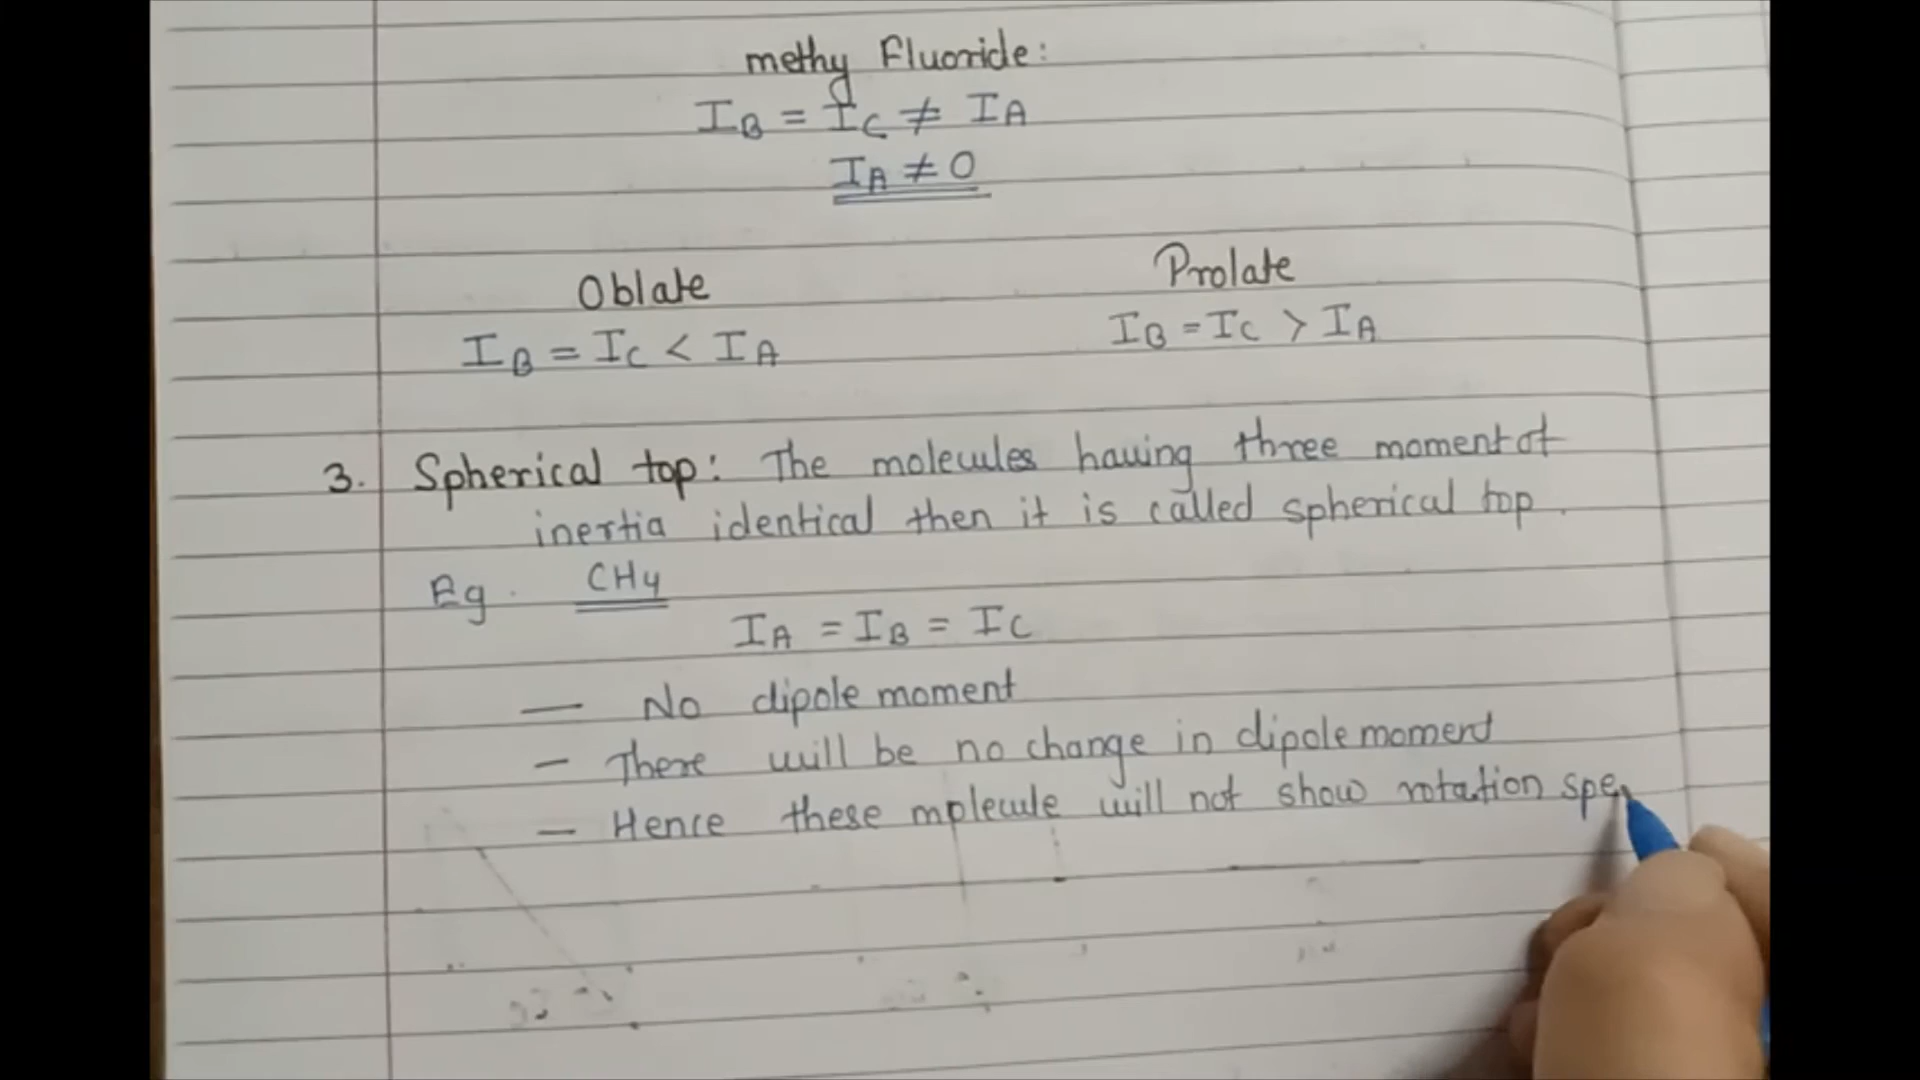 methy Fluoride:
IB = IC ≠ IA
IA ≠ 0
Oblate
Prolate
IB = IC < IA
IB = IC > IA
3. Spherical top: The molecules having three moment of
inertia identical then it is called spherical top.
Eg. CH4
IA = IB = IC
— No dipole moment
— There will be no change in dipole moment
— Hence these molecule will not show rotation spe